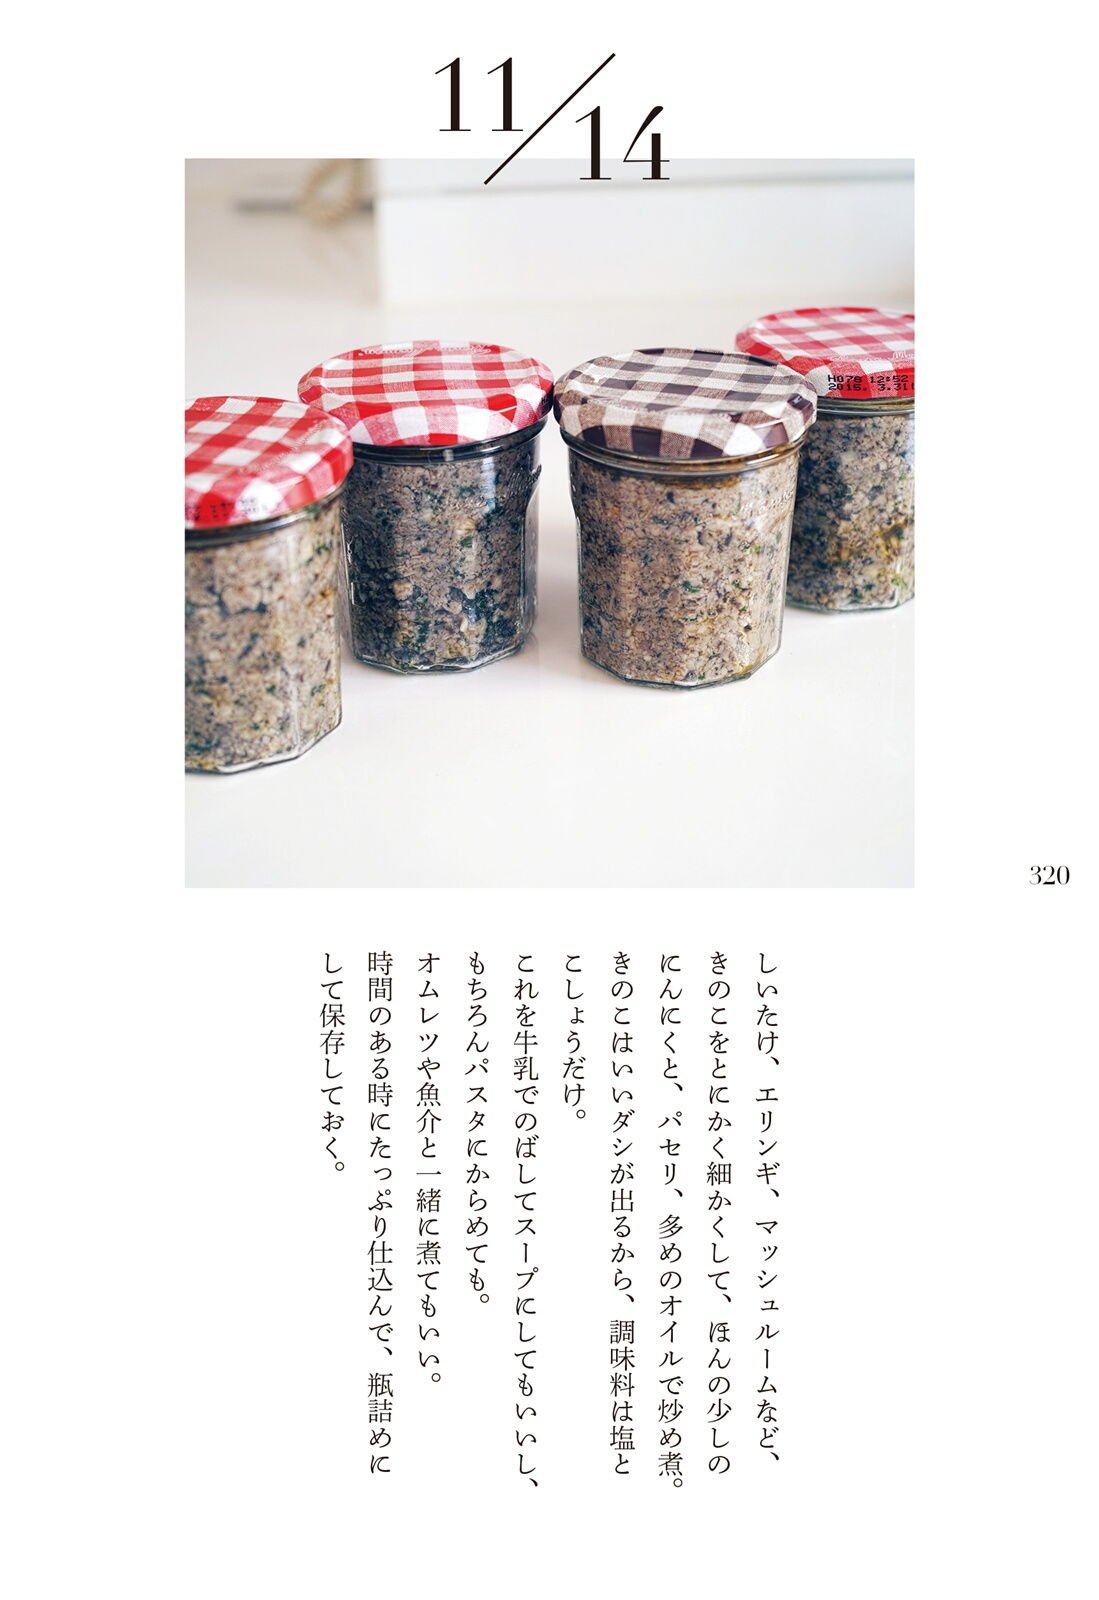 11/14
H078 12:52
2015. 3.31
320
しいたけ、エリンギ、マッシュルームなど、
きのこをとにかく細かくして、ほんの少しの
にんにくと、パセリ、多めのオイルで炒め煮。
きのこはいいダシが出るから、調味料は塩と
こしょうだけ。
これを牛乳でのばしてスープにしてもいいし、
もちろんパスタにからめても。
オムレツや魚介と一緒に煮てもいい。
時間のある時にたっぷり仕込んで、瓶詰めに
して保存しておく。